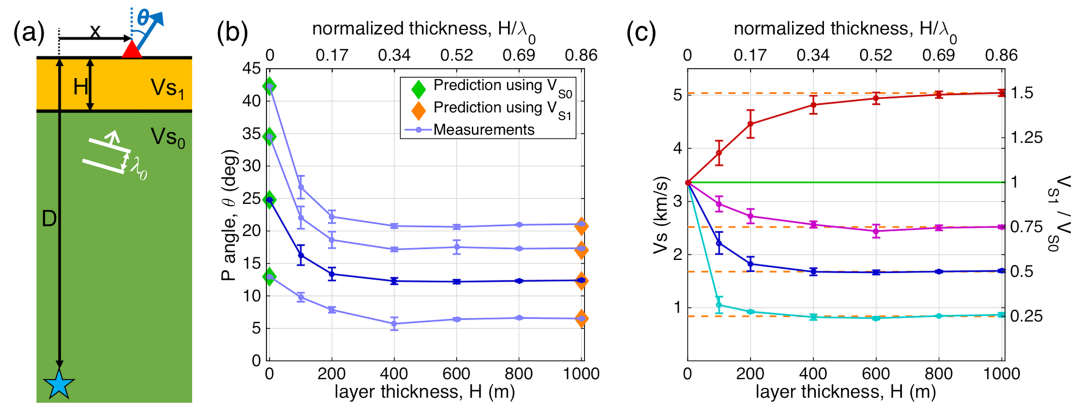 (a)
x
θ
H
Vs1
Vs0
λ0
D
(b)
normalized thickness, H/λ0
0 0.17 0.34 0.52 0.69 0.86
45
40
35
30
25
20
15
10
5
0
P angle, θ (deg)
Prediction using VS0
Prediction using VS1
Measurements
0 200 400 600 800 1000
layer thickness, H (m)
(c)
normalized thickness, H/λ0
0 0.17 0.34 0.52 0.69 0.86
5
4
3
2
1
Vs (km/s)
1.5
1.25
1
0.75
0.5
0.25
VS1 / VS0
0 200 400 600 800 1000
layer thickness, H (m)